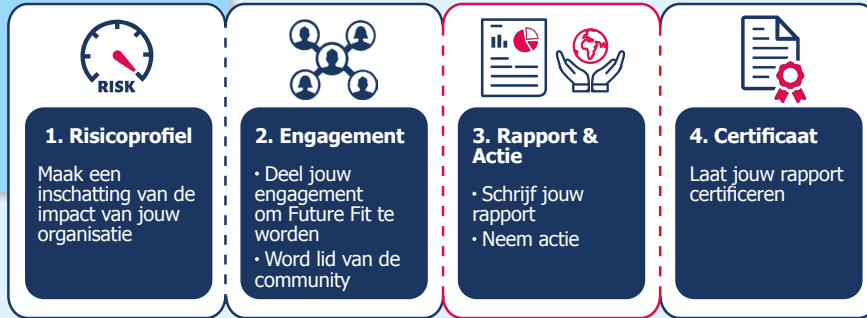 RISK
1. Risicoprofiel
Maak een
inschatting van de
impact van jouw
organisatie
2. Engagement
· Deel jouw
engagement
om Future Fit te
worden
· Word lid van de
community
3. Rapport &
Actie
· Schrijf jouw
rapport
· Neem actie
4. Certificaat
Laat jouw rapport
certificeren